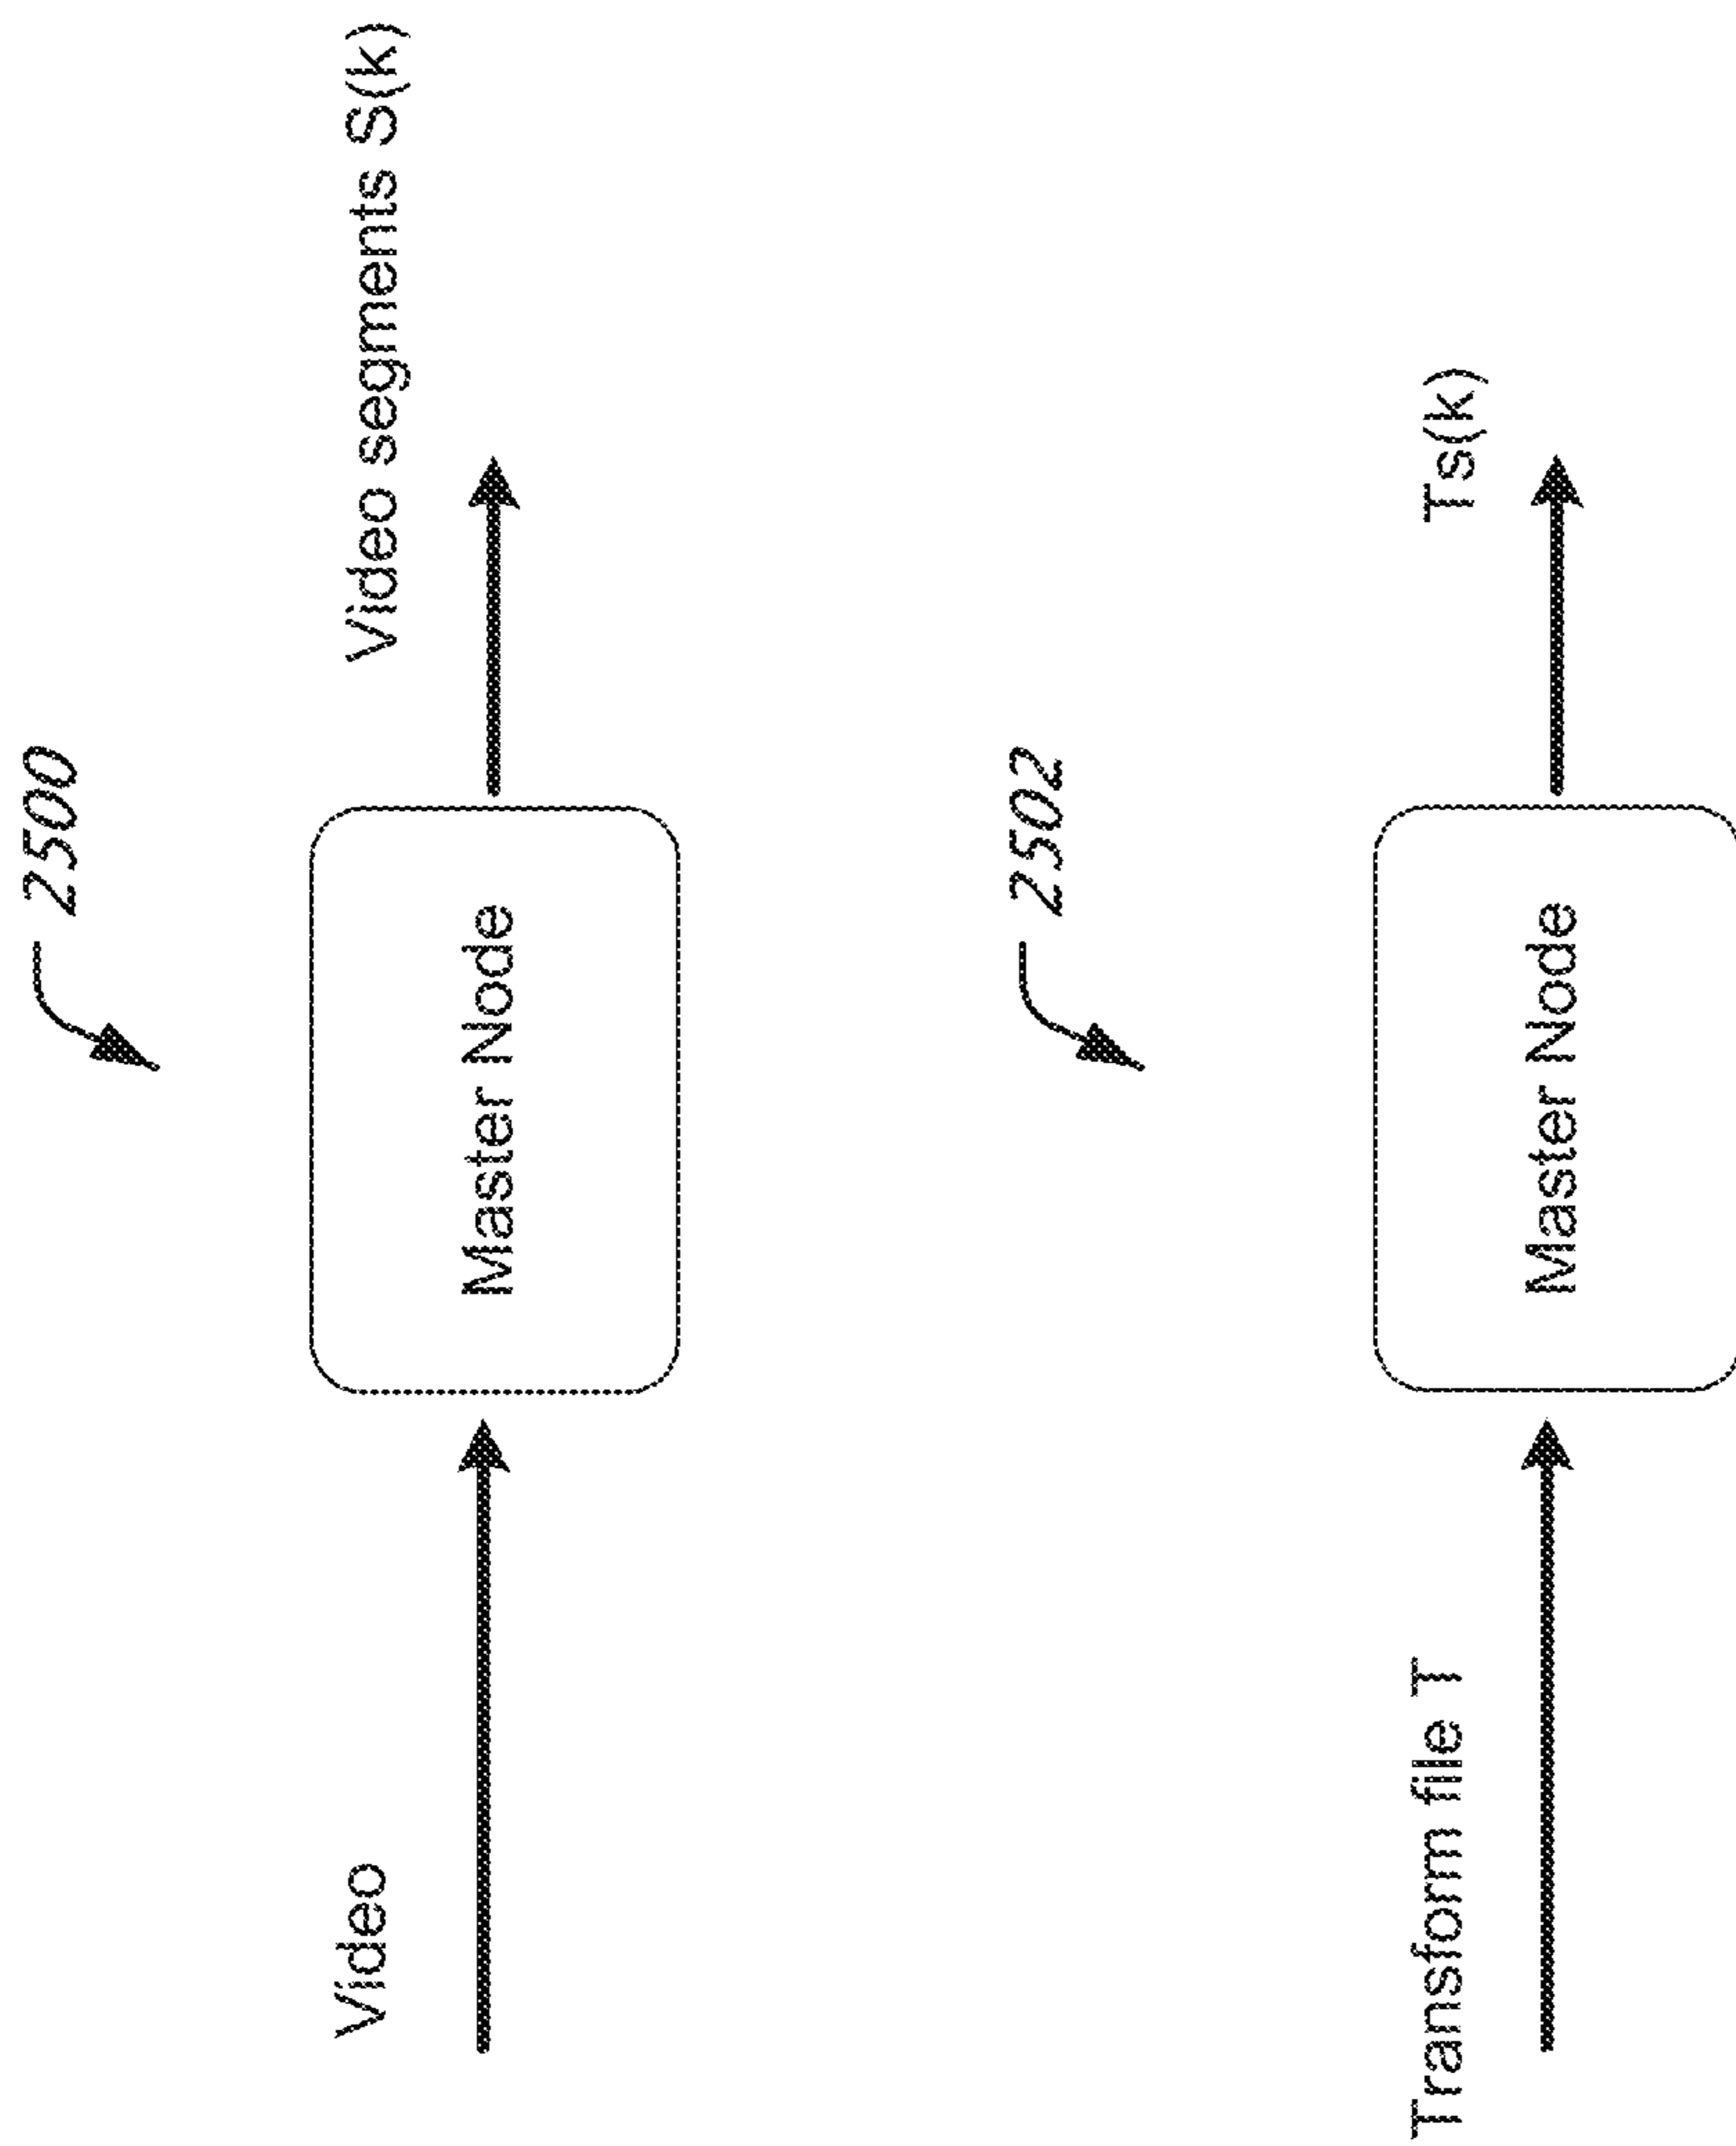 2500
Video
Master Node
Video segments S(k)
2502
Transform file T
Master Node
Ts(k)